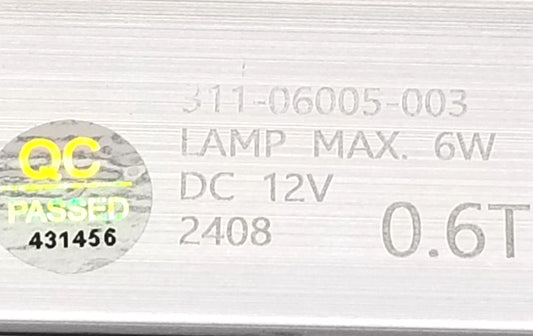 311-06005-003
LAMP MAX. 6W
DC 12V
2408
0.6T
QC
PASSED
431456